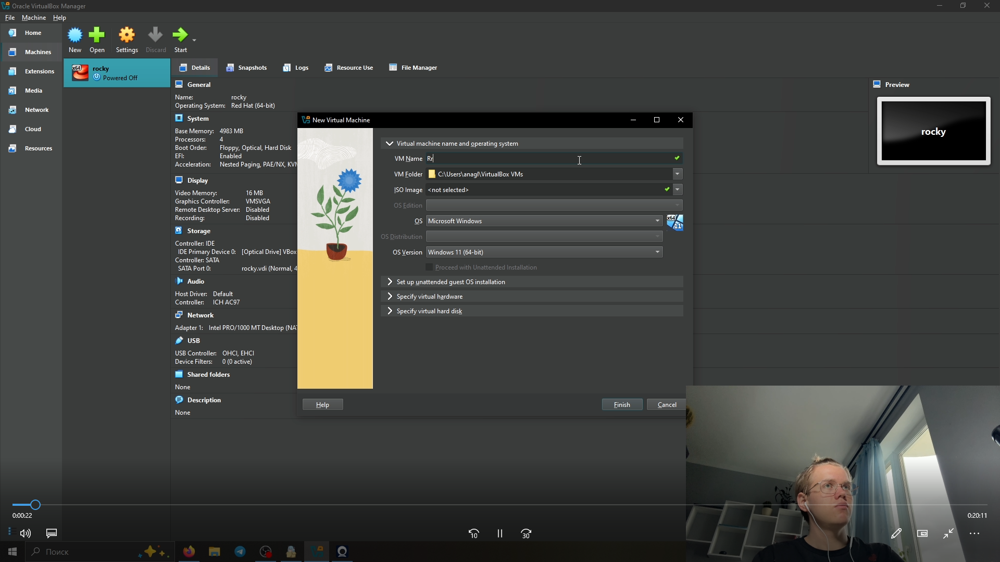 Oracle VirtualBox Manager
File Machine Help
Home
Machines
Extensions
Media
Network
Cloud
Resources
New Open Settings Discard Start
x64 rocky
Powered Off
Details Snapshots Logs Resource Use File Manager
General
Name: rocky
Operating System: Red Hat (64-bit)
System
Base Memory: 4983 MB
Processors: 4
Boot Order: Floppy, Optical, Hard Disk
EFI: Enabled
Acceleration: Nested Paging, PAE/NX, KVM
Display
Video Memory: 16 MB
Graphics Controller: VMSVGA
Remote Desktop Server: Disabled
Recording: Disabled
Storage
Controller: IDE
IDE Primary Device 0: [Optical Drive] VBox
Controller: SATA
SATA Port 0: rocky.vdi (Normal, 4
Audio
Host Driver: Default
Controller: ICH AC97
Network
Adapter 1: Intel PRO/1000 MT Desktop (NAT
USB
USB Controller: OHCI, EHCI
Device Filters: 0 (0 active)
Shared folders
None
Description
None
Preview
rocky
New Virtual Machine
Virtual machine name and operating system
VM Name Rr
VM Folder C:\Users\anagl\VirtualBox VMs
ISO Image <not selected>
OS Edition
OS Microsoft Windows
x64 11
OS Distribution
OS Version Windows 11 (64-bit)
Proceed with Unattended Installation
Set up unattended guest OS installation
Specify virtual hardware
Specify virtual hard disk
Help Finish Cancel
0:00:22
0:20:11
10 30
Поиск